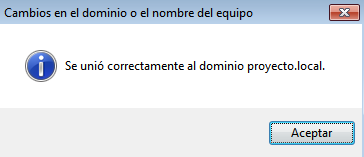 Cambios en el dominio o el nombre del equipo
Se unió correctamente al dominio proyecto.local.
Aceptar